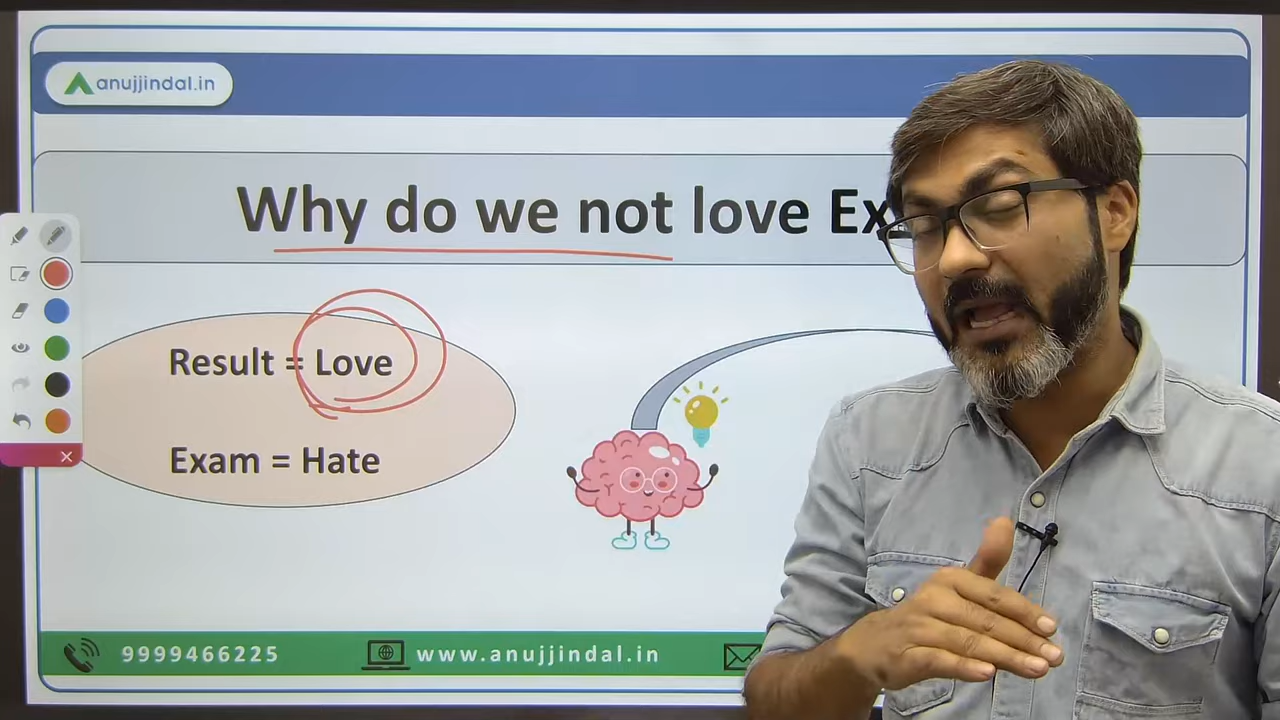 anujjindal.in
Why do we not love Ex
Result = Love
Exam = Hate
9999466225
www.anujjindal.in